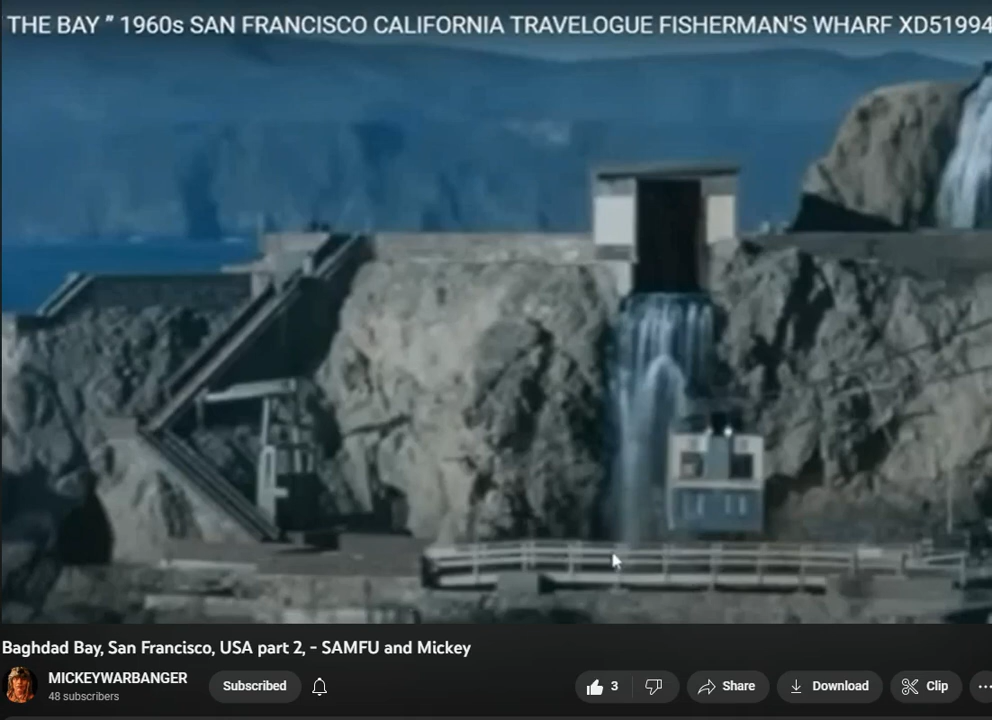 THE BAY ” 1960s SAN FRANCISCO CALIFORNIA TRAVELOGUE FISHERMAN'S WHARF XD51994
Baghdad Bay, San Francisco, USA part 2, - SAMFU and Mickey
MICKEYWARBANGER
48 subscribers
Subscribed
3
Share
Download
Clip